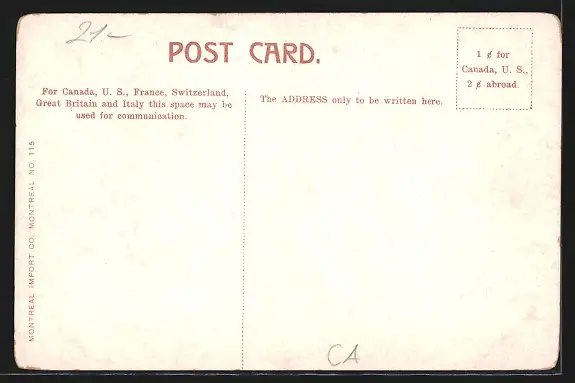 21-
POST CARD.
1 ¢ for
Canada, U. S.,
2 ¢ abroad.
For Canada, U. S., France, Switzerland,
Great Britain and Italy this space may be
used for communication.
The ADDRESS only to be written here.
MONTREAL IMPORT CO. MONTREAL NO. 115
CA